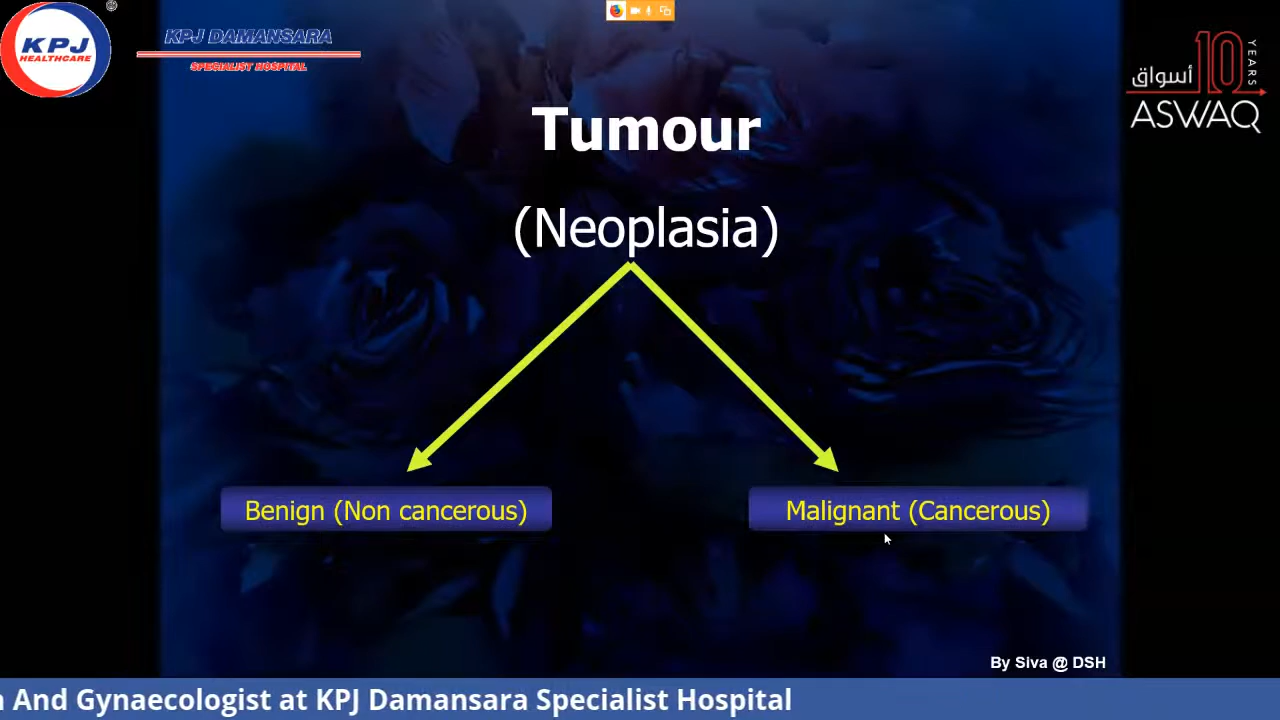 KPJ
HEALTHCARE
®
KPJ DAMANSARA
SPECIALIST HOSPITAL
أسواق
10
YEARS
ASWAQ
Tumour
(Neoplasia)
Benign (Non cancerous)
Malignant (Cancerous)
By Siva @ DSH
And Gynaecologist at KPJ Damansara Specialist Hospital